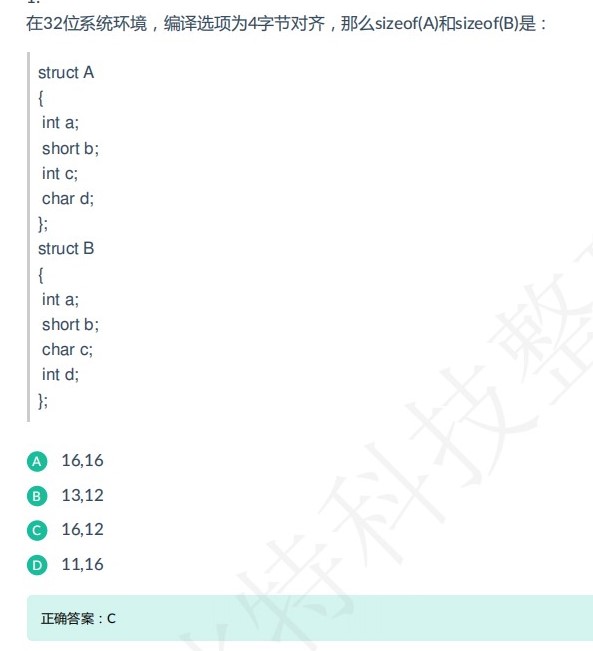 1.
在32位系统环境，编译选项为4字节对齐，那么sizeof(A)和sizeof(B)是：
struct A
{
int a;
short b;
int c;
char d;
};
struct B
{
int a;
short b;
char c;
int d;
};
A 16,16
B 13,12
C 16,12
D 11,16
正确答案：C
特科技整